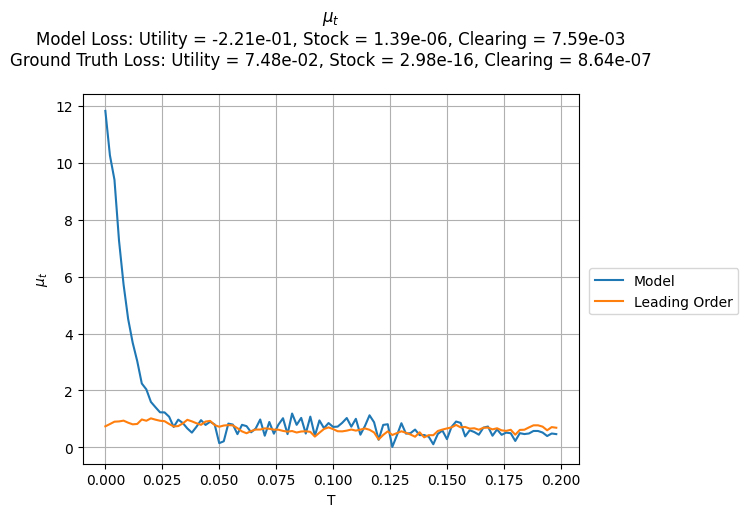 μt
Model Loss: Utility = -2.21e-01, Stock = 1.39e-06, Clearing = 7.59e-03
Ground Truth Loss: Utility = 7.48e-02, Stock = 2.98e-16, Clearing = 8.64e-07
12
10
8
6
4
2
0
μt
0.000 0.025 0.050 0.075 0.100 0.125 0.150 0.175 0.200
T
Model
Leading Order